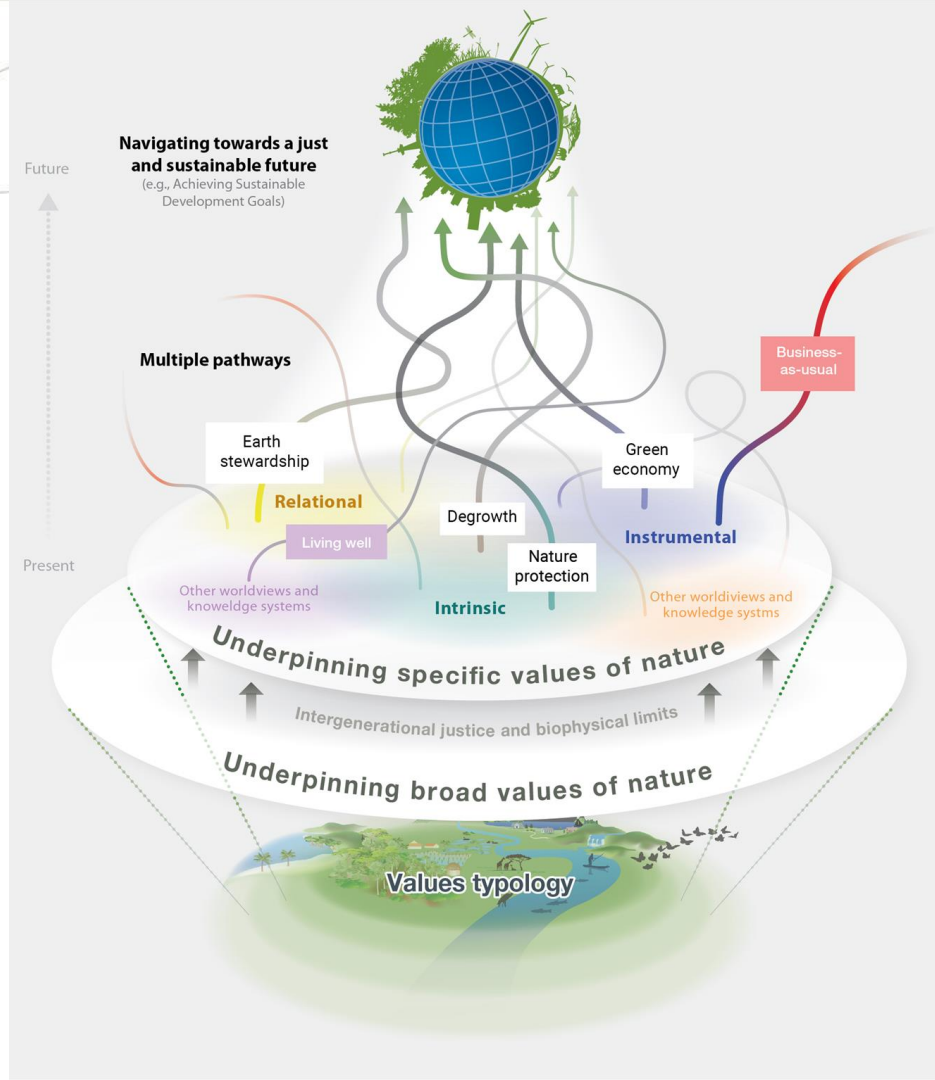 Navigating towards a just
and sustainable future
(e.g., Achieving Sustainable
Development Goals)
Future
Multiple pathways
Business-
as-usual
Earth
stewardship
Green
economy
Relational
Degrowth
Instrumental
Living well
Nature
protection
Present
Other worldviews and
knoweldge systems
Intrinsic
Other worldiviews and
knowledge systms
Underpinning specific values of nature
Intergenerational justice and biophysical limits
Underpinning broad values of nature
Values typology